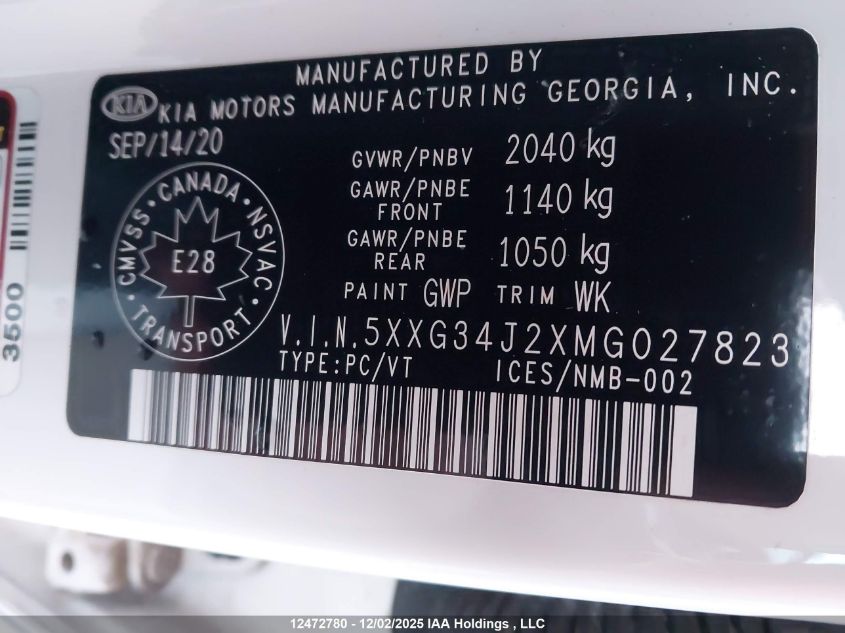 MANUFACTURED BY
KIA KIA MOTORS MANUFACTURING GEORGIA, INC.
SEP/14/20
GVWR/PNBV 2040 kg
GAWR/PNBE FRONT 1140 kg
GAWR/PNBE REAR 1050 kg
PAINT GWP TRIM WK
CANADA • NSVAC • TRANSPORT • CMVSS •
E28
V.I.N.5XXG34J2XMG027823
TYPE:PC/VT ICES/NMB-002
3500
12472780 - 12/02/2025 IAA Holdings , LLC